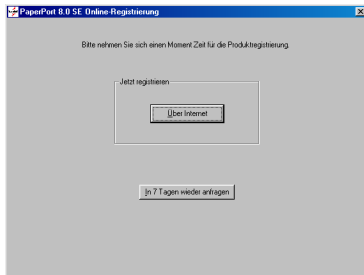 PaperPort 8.0 SE Online-Registrierung
Bitte nehmen Sie sich einen Moment Zeit für die Produktregistrierung.
Jetzt registrieren
Über Internet
In 7 Tagen wieder anfragen